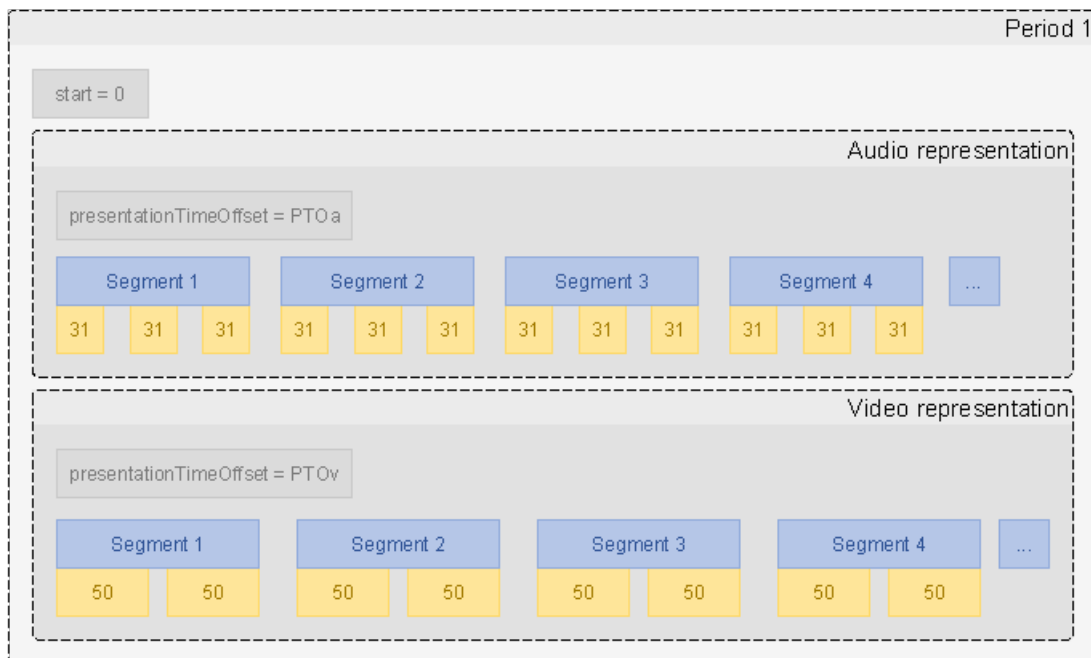 Period 1
start = 0
Audio representation
presentationTimeOffset = PTOa
Segment 1 Segment 2 Segment 3 Segment 4 ...
31 31 31 31 31 31 31 31 31 31 31 31
Video representation
presentationTimeOffset = PTOv
Segment 1 Segment 2 Segment 3 Segment 4 ...
50 50 50 50 50 50 50 50